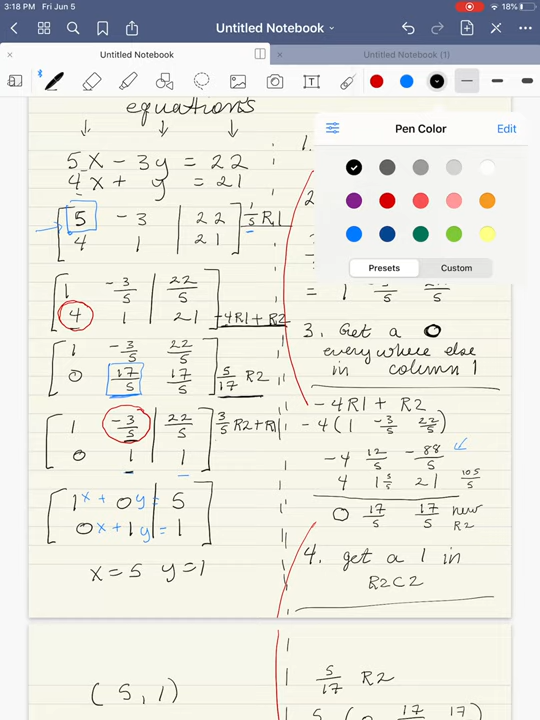 3:18 PM Fri Jun 5
18%
Untitled Notebook
Untitled Notebook
Untitled Notebook (1)
Pen Color
Edit
Presets
Custom
equations
5x - 3y = 22
4x + y = 21
5 -3 | 22 1/5 R1
4 1 | 21
1 -3/5 | 22/5
4 1 | 21 -4R1 + R2
1 -3/5 | 22/5
0 17/5 | 17/5 5/17 R2
1 -3/5 | 22/5 3/5 R2 + R1
0 1 | 1
1x + 0y = 5
0x + 1y = 1
x = 5 y = 1
(5, 1)
1.
3. Get a 0
everywhere else
in column 1
-4R1 + R2
-4(1 -3/5 22/5)
-4 12/5 -88/5
4 1 5/5 21 105/5
0 17/5 17/5 new
R2
4. get a 1 in
R2C2
5/17 R2